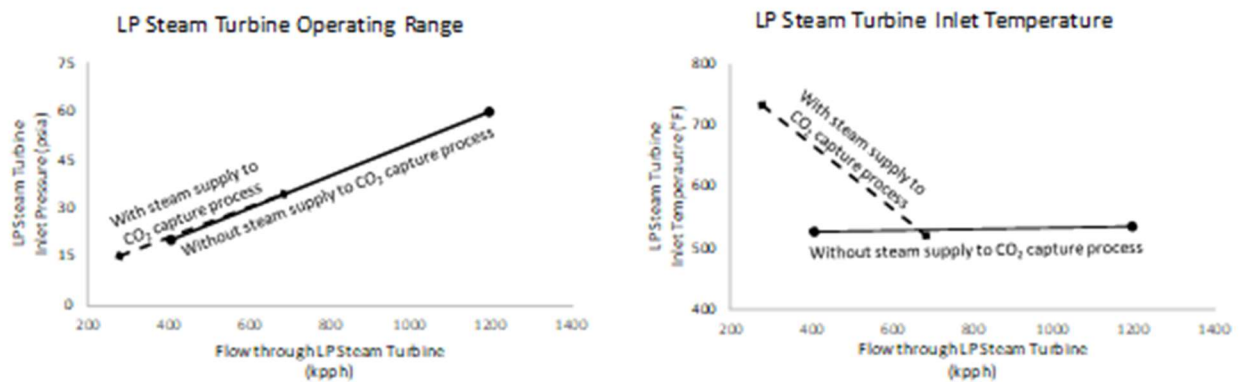 LP Steam Turbine Operating Range
75
60
45
30
15
0
LP Steam Turbine
Inlet Pressure (psia)
With steam supply to
CO₂ capture process
Without steam supply to CO₂ capture process
200 400 600 800 1000 1200 1400
Flow through LP Steam Turbine
(kpph)
LP Steam Turbine Inlet Temperature
800
700
600
500
400
LP Steam Turbine
Inlet Temperautre (°F)
With steam supply to
CO₂ capture process
Without steam supply to CO₂ capture process
200 400 600 800 1000 1200 1400
Flow through LP Steam Turbine
(kpph)